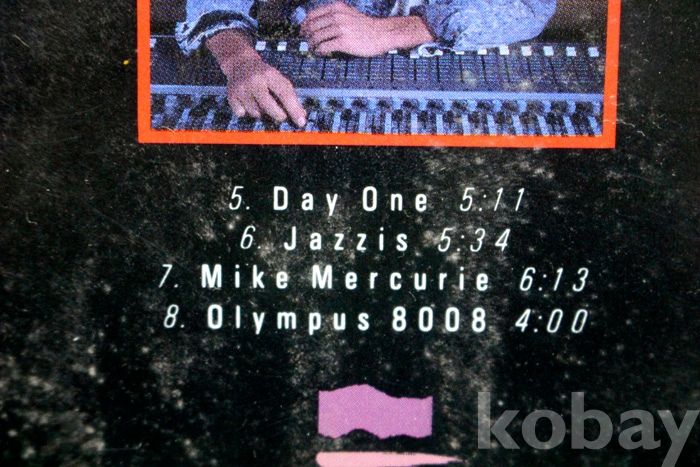 5. Day One 5:11
6. Jazzis 5:34
7. Mike Mercurie 6:13
8. Olympus 8008 4:00
kobay